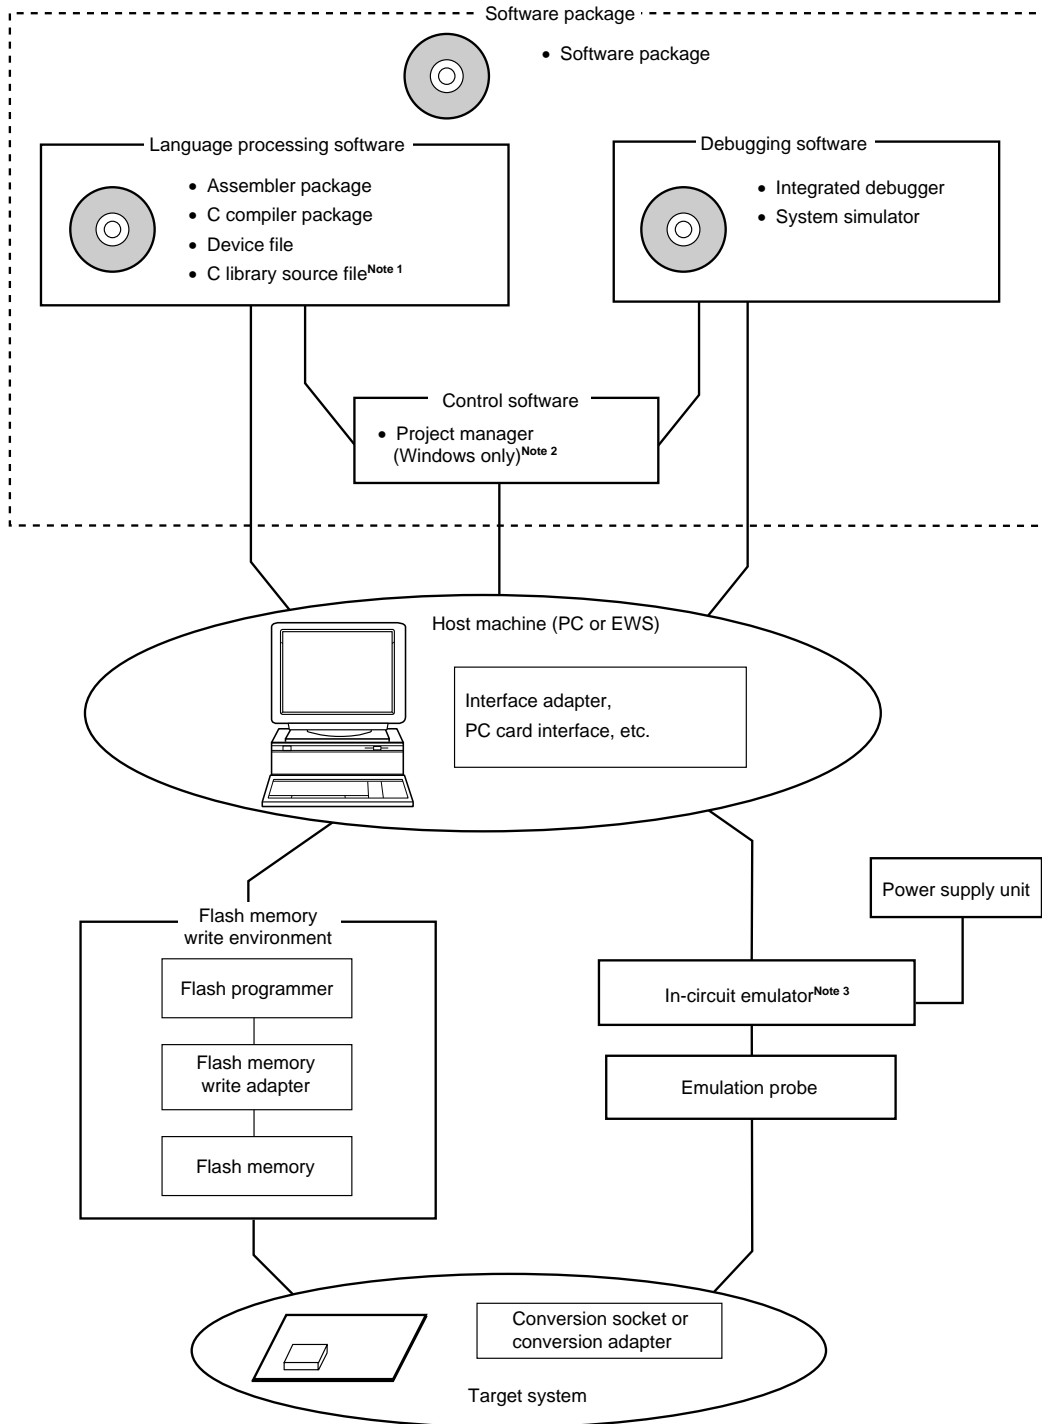 Software package
• Software package
Language processing software
• Assembler package
• C compiler package
• Device file
• C library source fileNote 1
Debugging software
• Integrated debugger
• System simulator
Control software
• Project manager
(Windows only)Note 2
Host machine (PC or EWS)
Interface adapter,
PC card interface, etc.
Flash memory
write environment
Flash programmer
Flash memory
write adapter
Flash memory
Power supply unit
In-circuit emulatorNote 3
Emulation probe
Conversion socket or
conversion adapter
Target system